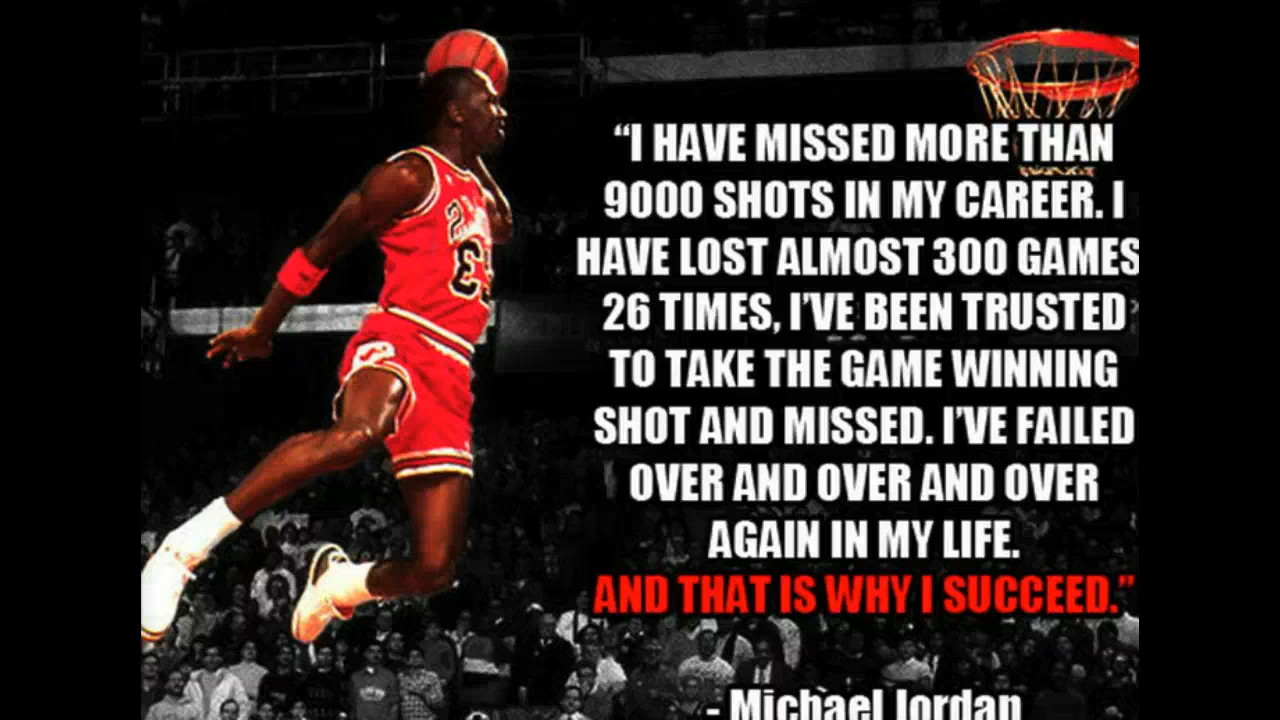 “I HAVE MISSED MORE THAN
9000 SHOTS IN MY CAREER. I
HAVE LOST ALMOST 300 GAMES
26 TIMES, I’VE BEEN TRUSTED
TO TAKE THE GAME WINNING
SHOT AND MISSED. I’VE FAILED
OVER AND OVER AND OVER
AGAIN IN MY LIFE.
AND THAT IS WHY I SUCCEED.”
- Michael Jordan